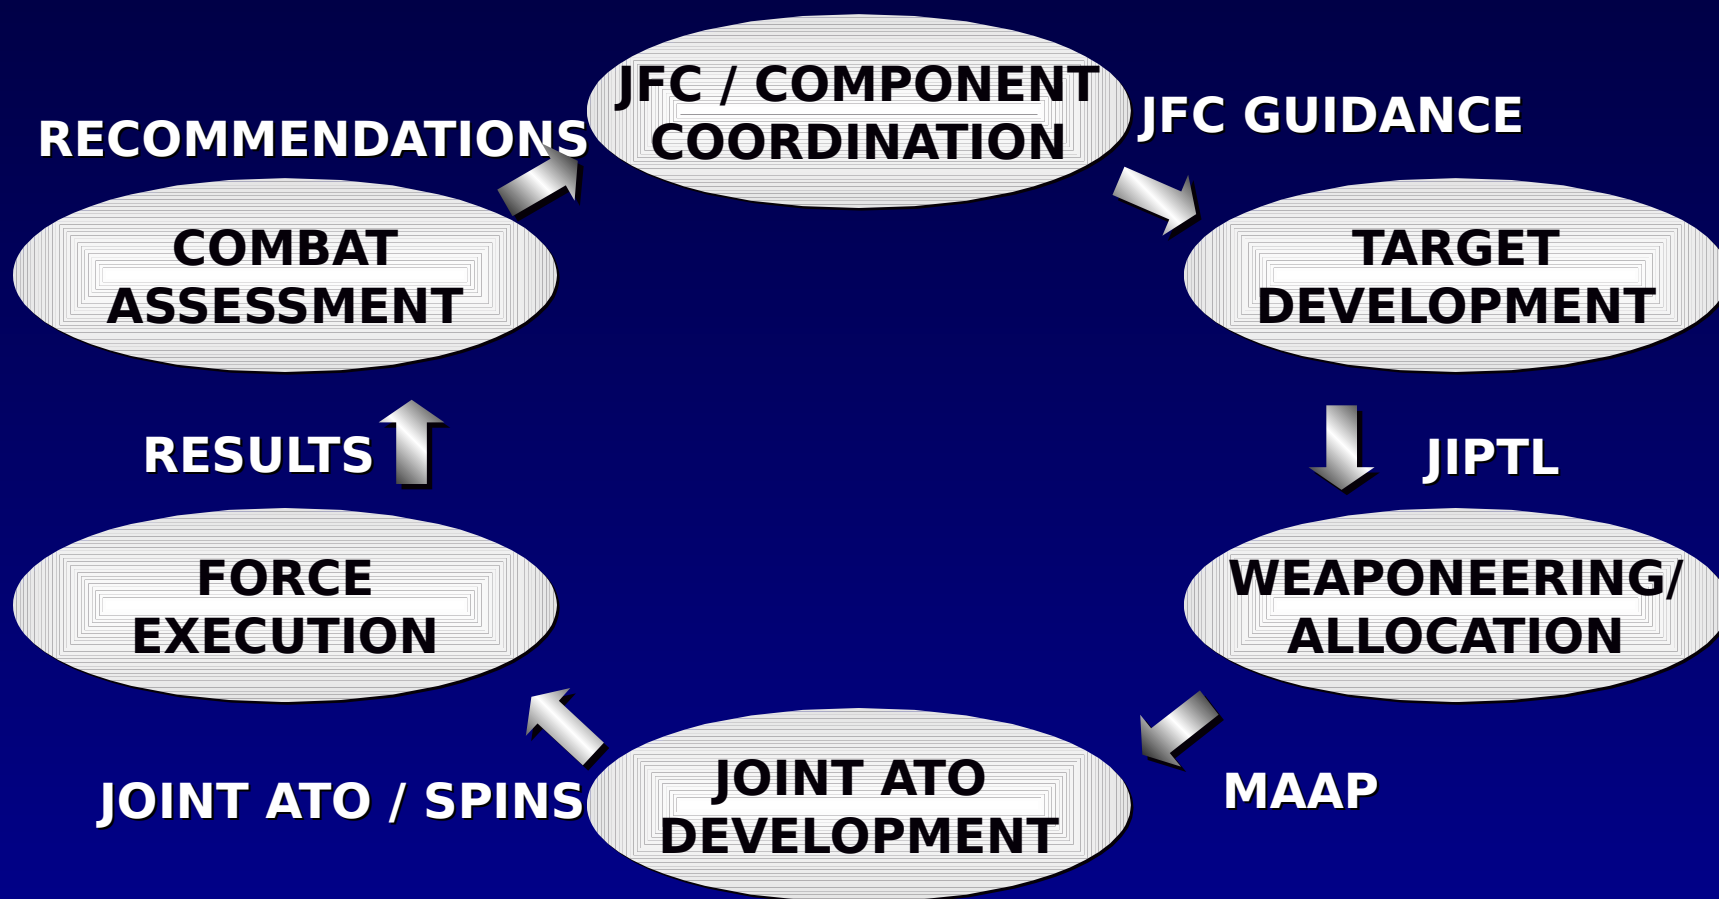 JFC / COMPONENT
COORDINATION
JFC GUIDANCE
RECOMMENDATIONS
COMBAT
ASSESSMENT
TARGET
DEVELOPMENT
RESULTS
JIPTL
FORCE
EXECUTION
WEAPONEERING/
ALLOCATION
JOINT ATO / SPINS
JOINT ATO
DEVELOPMENT
MAAP